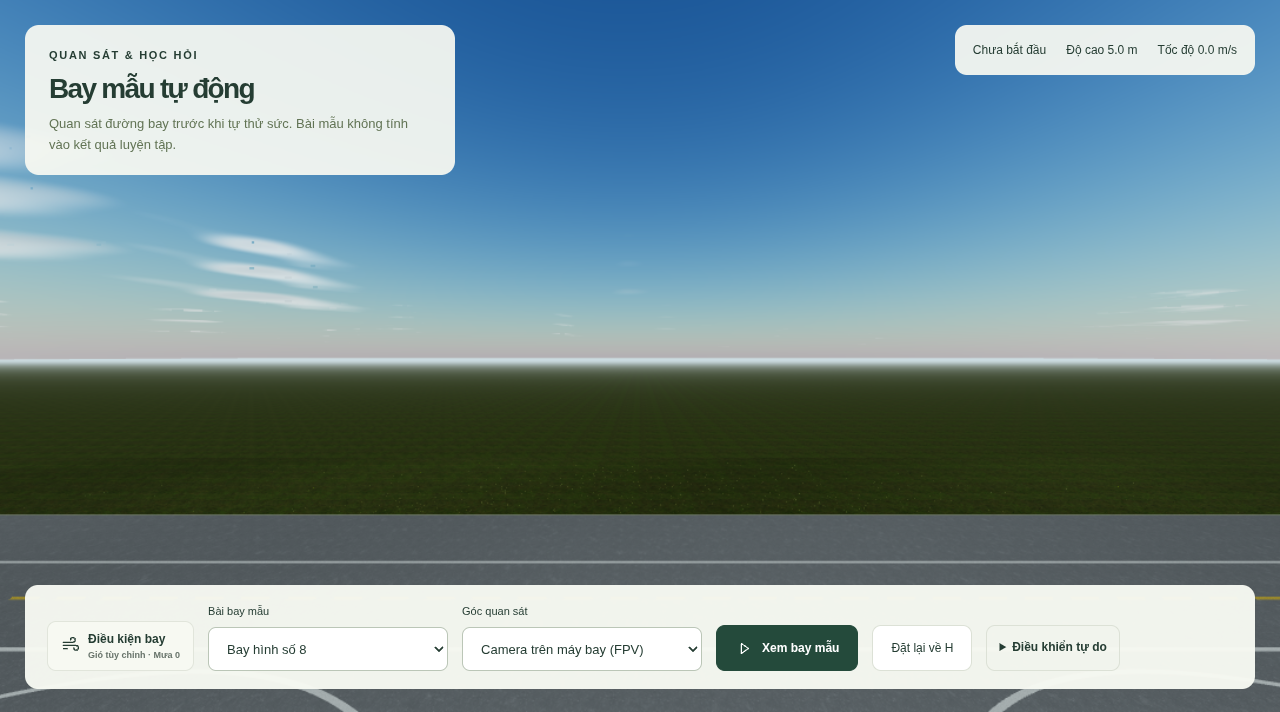 QUAN SÁT & HỌC HỎI
Bay mẫu tự động
Quan sát đường bay trước khi tự thử sức. Bài mẫu không tính
vào kết quả luyện tập.
Chưa bắt đầu Độ cao 5.0 m Tốc độ 0.0 m/s
Bài bay mẫu
Góc quan sát
Điều kiện bay
Gió tùy chỉnh · Mưa 0
Bay hình số 8
Camera trên máy bay (FPV)
Xem bay mẫu
Đặt lại về H
Điều khiển tự do